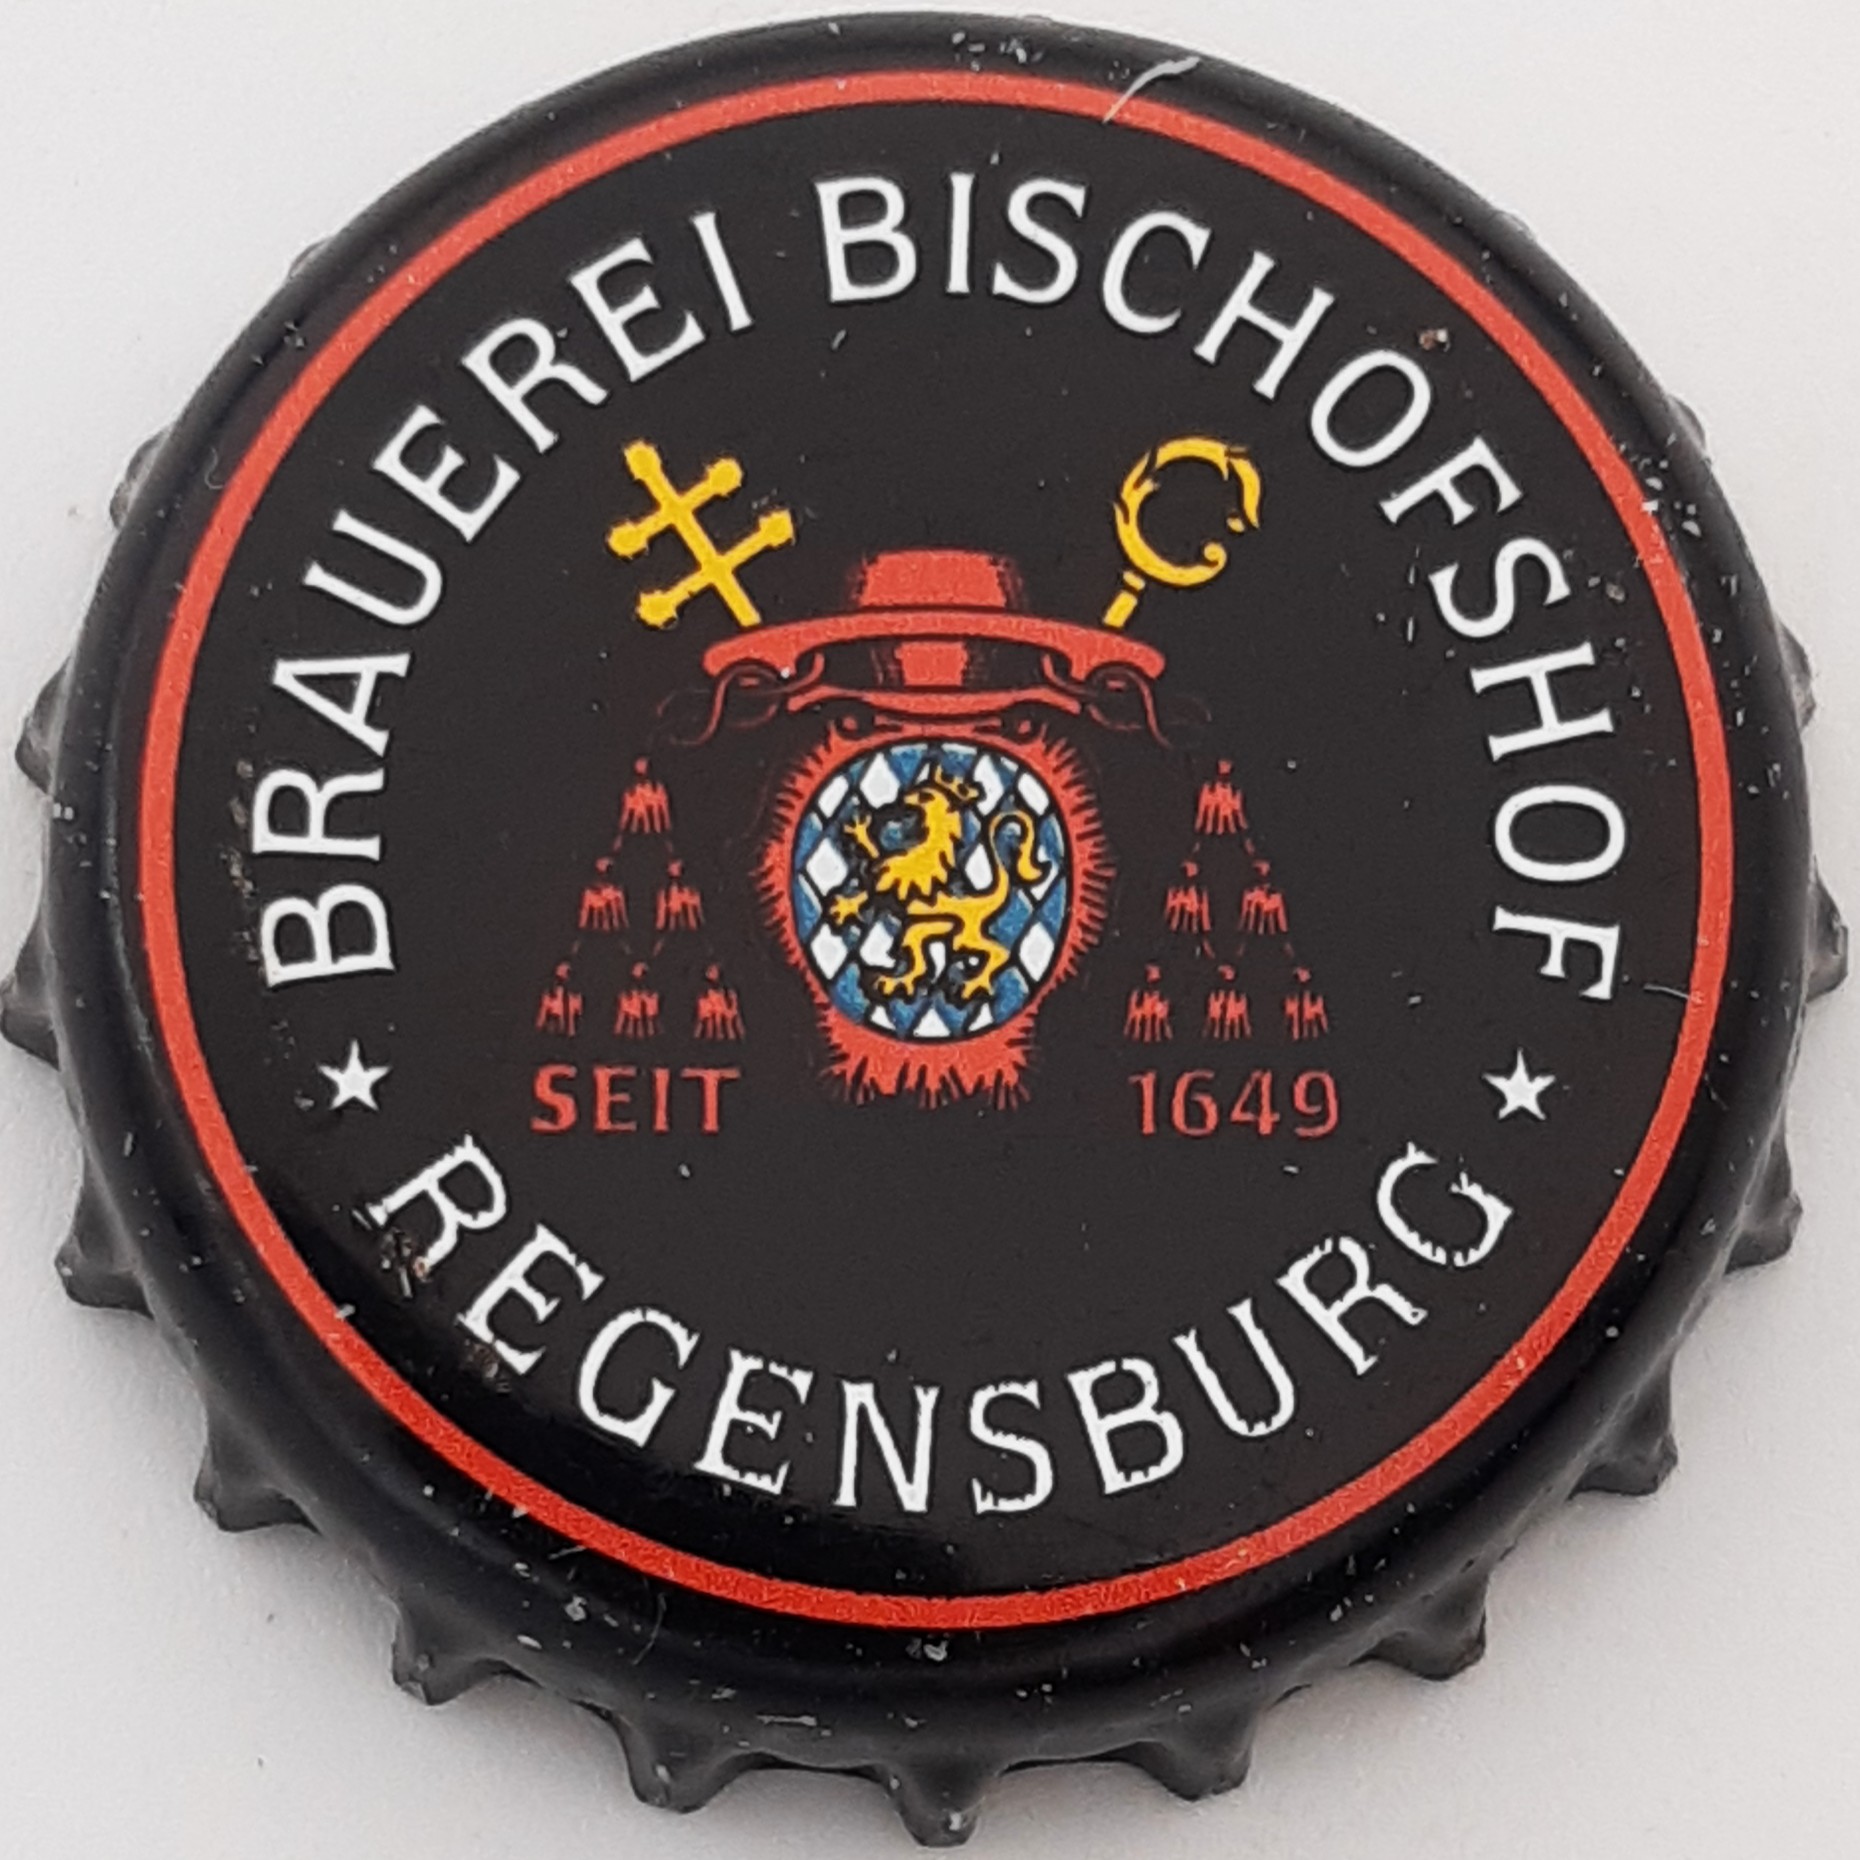 BRAUEREI BISCHOFSHOF
SEIT 1649
★ REGENSBURG ★